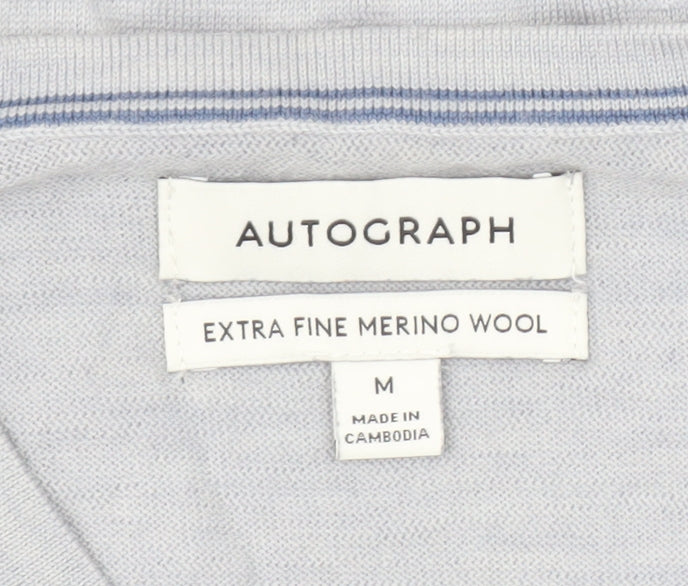 AUTOGRAPH
EXTRA FINE MERINO WOOL
M
MADE IN
CAMBODIA